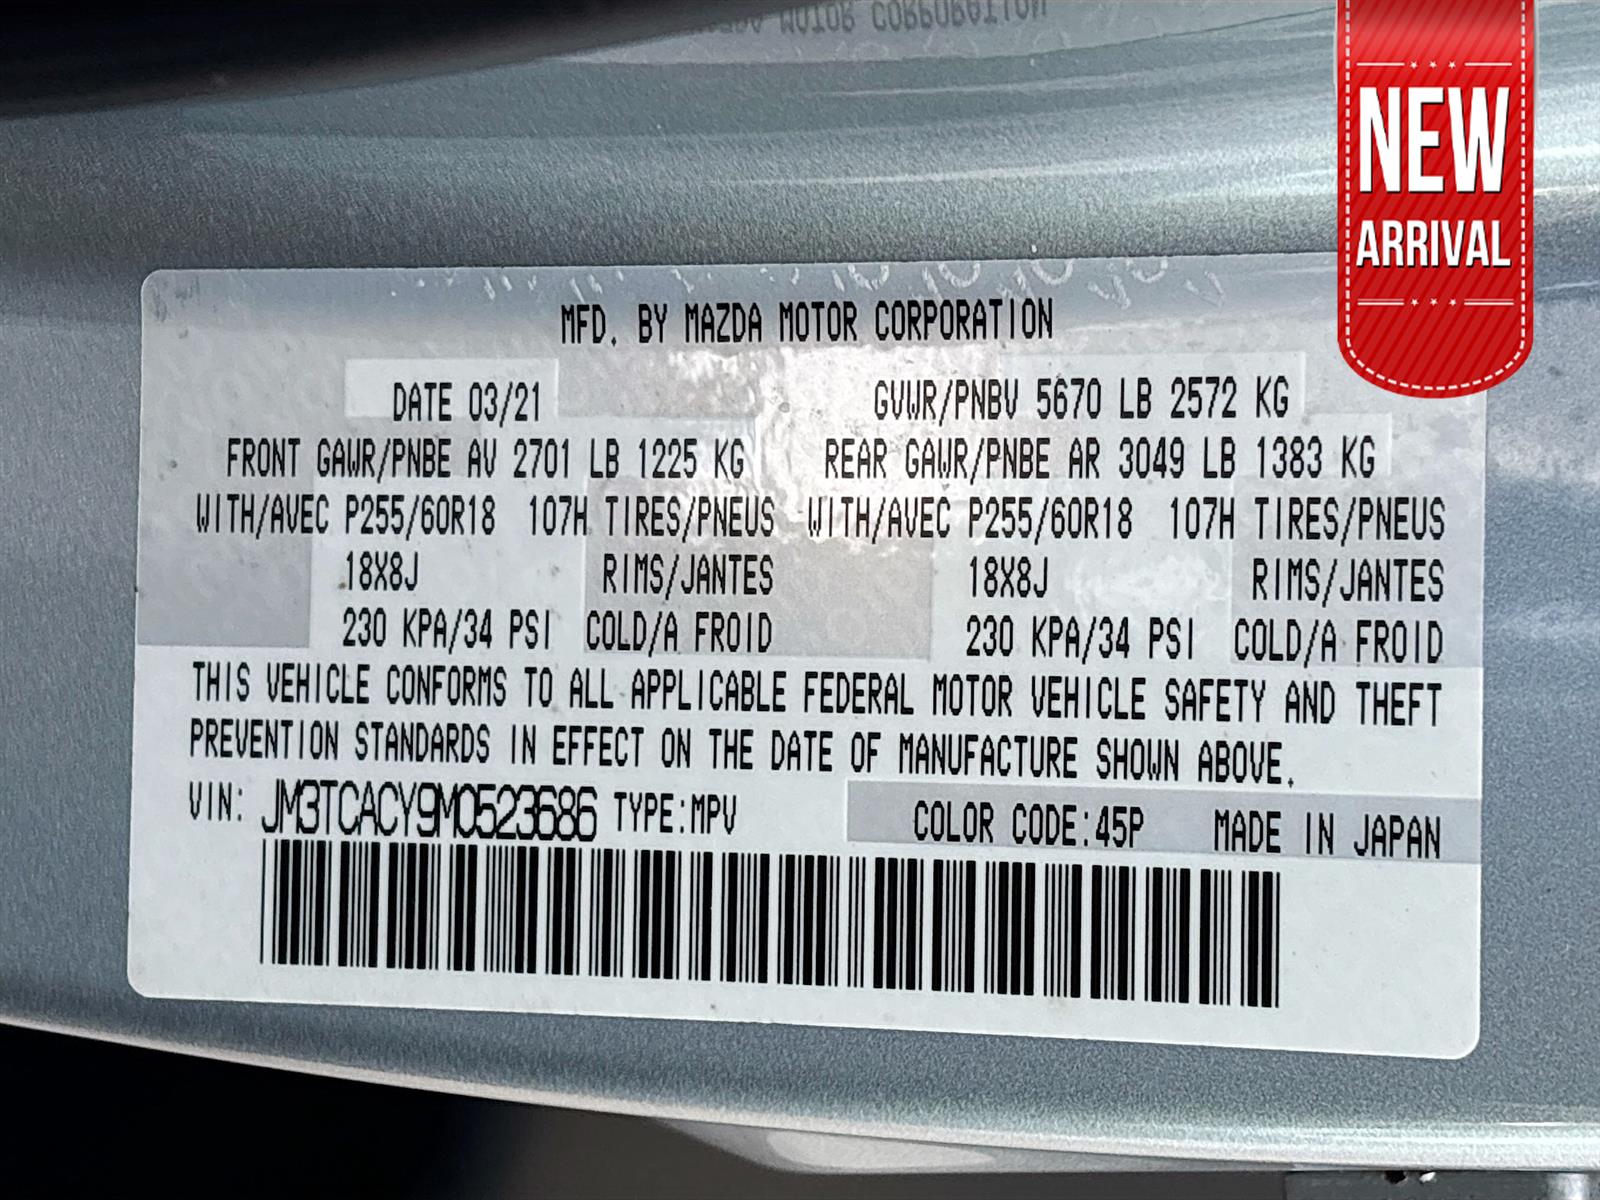 NEW
ARRIVAL
MFD. BY MAZDA MOTOR CORPORATION
DATE 03/21 GVWR/PNBV 5670 LB 2572 KG
FRONT GAWR/PNBE AV 2701 LB 1225 KG REAR GAWR/PNBE AR 3049 LB 1383 KG
WITH/AVEC P255/60R18 107H TIRES/PNEUS WITH/AVEC P255/60R18 107H TIRES/PNEUS
18X8J RIMS/JANTES 18X8J RIMS/JANTES
230 KPA/34 PSI COLD/A FROID 230 KPA/34 PSI COLD/A FROID
THIS VEHICLE CONFORMS TO ALL APPLICABLE FEDERAL MOTOR VEHICLE SAFETY AND THEFT
PREVENTION STANDARDS IN EFFECT ON THE DATE OF MANUFACTURE SHOWN ABOVE.
VIN: JM3TCACY9M0523686 TYPE:MPV COLOR CODE:45P MADE IN JAPAN